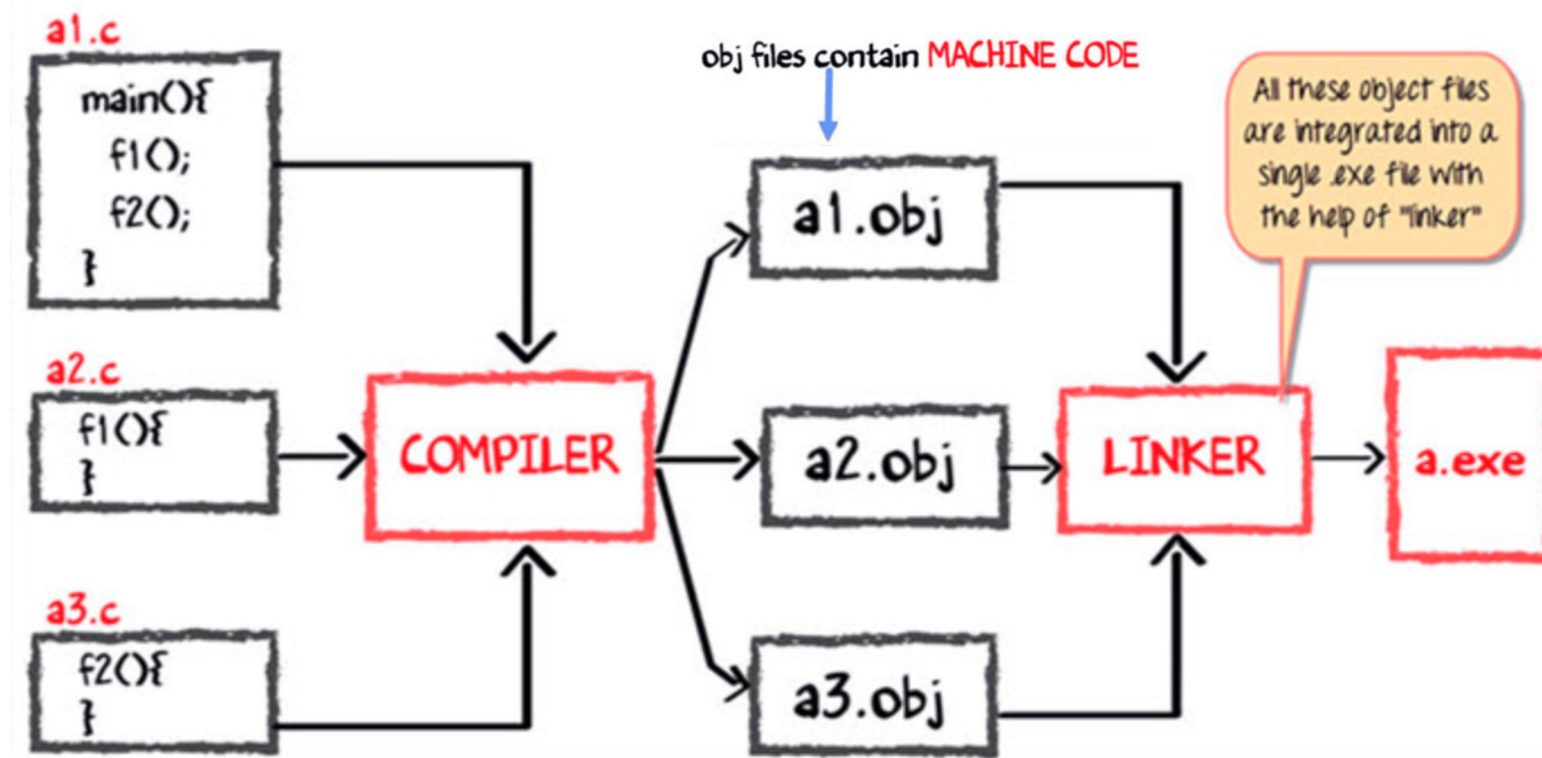 a1.c
main(){
f1();
f2();
}
a2.c
f1(){
}
a3.c
f2(){
}
COMPILER
obj files contain MACHINE CODE
a1.obj
a2.obj
a3.obj
All these object files
are integrated into a
single .exe file with
the help of "linker"
LINKER
a.exe